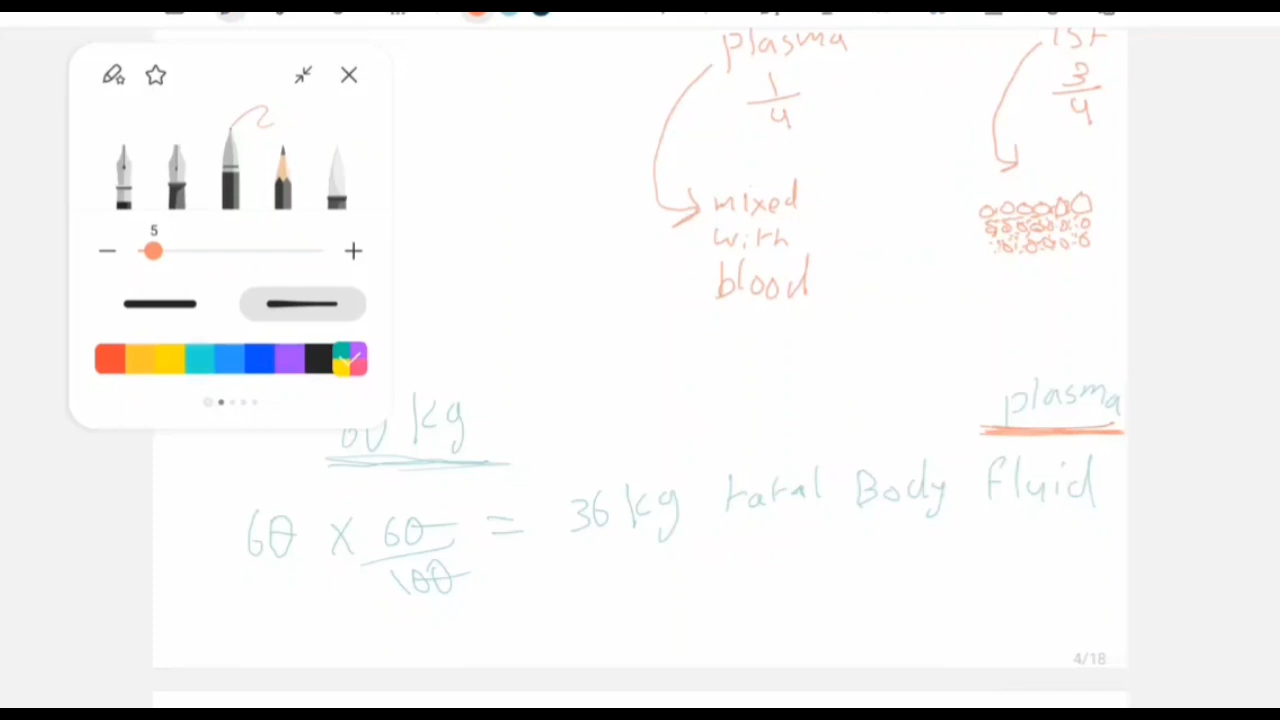 plasma
1/4
ISF
3/4
mixed
with
blood
5
60 kg
plasma
60 x 60/100 = 36 kg total Body fluid
4/18